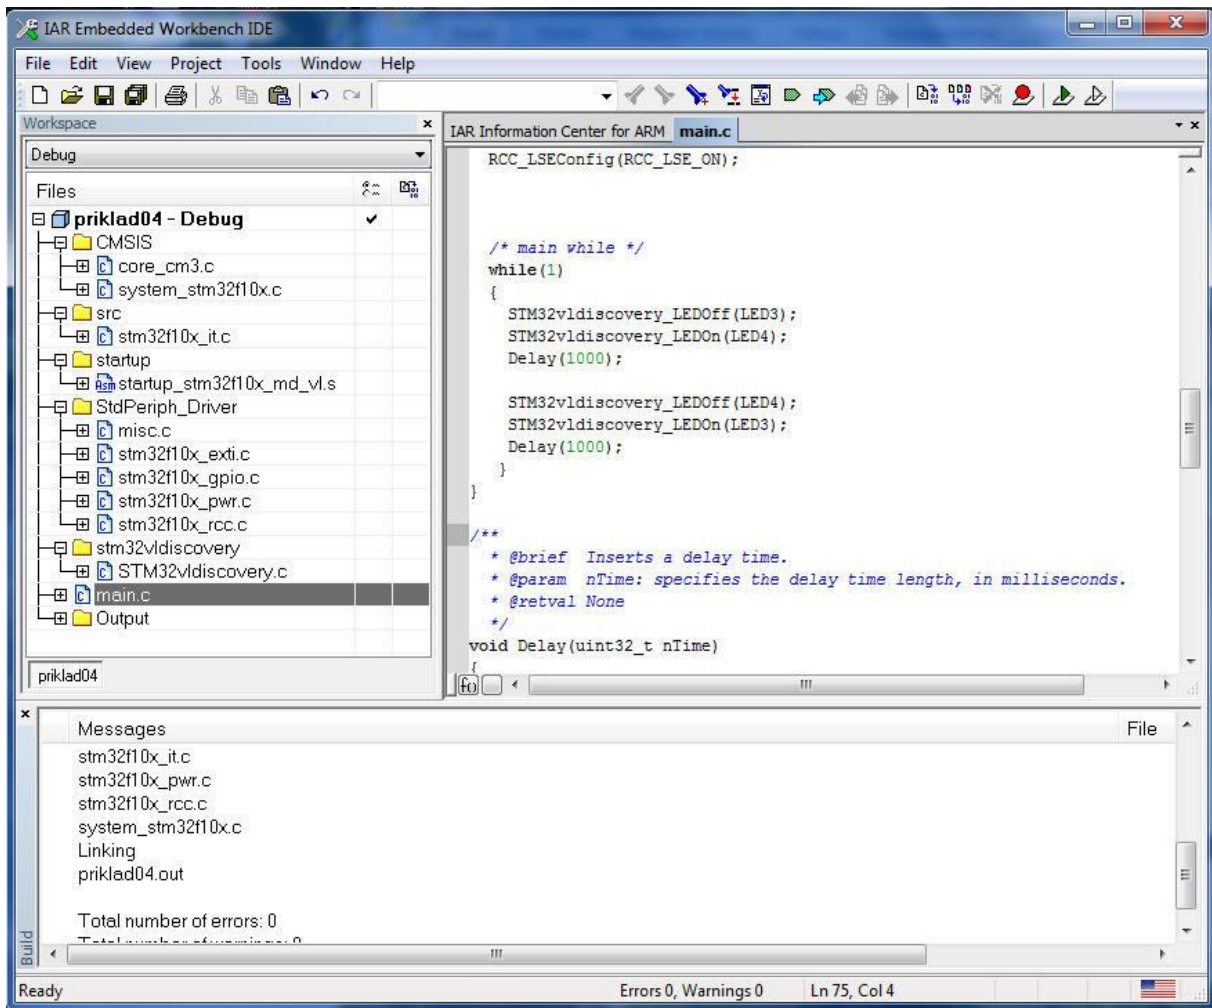 IAR Embedded Workbench IDE
File Edit View Project Tools Window Help
Workspace
Debug
Files
priklad04 - Debug
CMSIS
core_cm3.c
system_stm32f10x.c
src
stm32f10x_it.c
startup
startup_stm32f10x_md_vl.s
StdPeriph_Driver
misc.c
stm32f10x_exti.c
stm32f10x_gpio.c
stm32f10x_pwr.c
stm32f10x_rcc.c
stm32vldiscovery
STM32vldiscovery.c
main.c
Output
priklad04
IAR Information Center for ARM main.c
RCC_LSEConfig(RCC_LSE_ON);
/* main while */
while(1)
{
STM32vldiscovery_LEDOff(LED3);
STM32vldiscovery_LEDOn(LED4);
Delay(1000);
STM32vldiscovery_LEDOff(LED4);
STM32vldiscovery_LEDOn(LED3);
Delay(1000);
}
}
/**
* @brief Inserts a delay time.
* @param nTime: specifies the delay time length, in milliseconds.
* @retval None
*/
void Delay(uint32_t nTime)
{
f()
Messages File
stm32f10x_it.c
stm32f10x_pwr.c
stm32f10x_rcc.c
system_stm32f10x.c
Linking
priklad04.out
Total number of errors: 0
Total number of warnings: 0
Build
Ready Errors 0, Warnings 0 Ln 75, Col 4